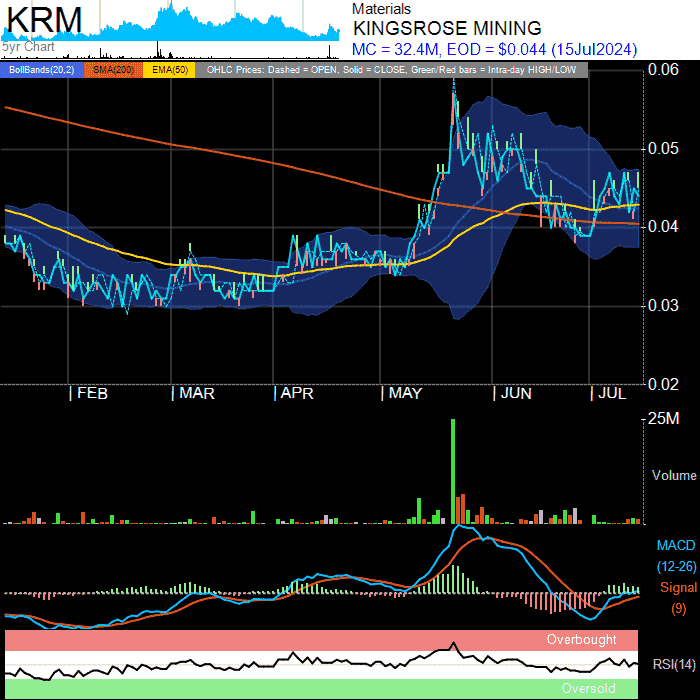 KRM
5yr Chart
Materials
KINGSROSE MINING
MC = 32.4M, EOD = $0.044 (15Jul2024)
BollBands(20,2) SMA(200) EMA(50) OHLC Prices: Dashed = OPEN, Solid = CLOSE, Green/Red bars = Intra-day HIGH/LOW
0.06
0.05
0.04
0.03
0.02
| FEB | MAR | APR | MAY | JUN | JUL
25M
Volume
MACD
(12-26)
Signal
(9)
Overbought
RSI(14)
Oversold